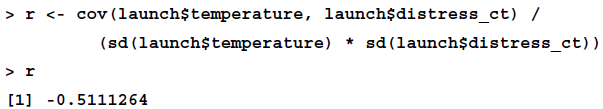 > r <- cov(launch$temperature, launch$distress_ct) /
(sd(launch$temperature) * sd(launch$distress_ct))
> r
[1] -0.5111264